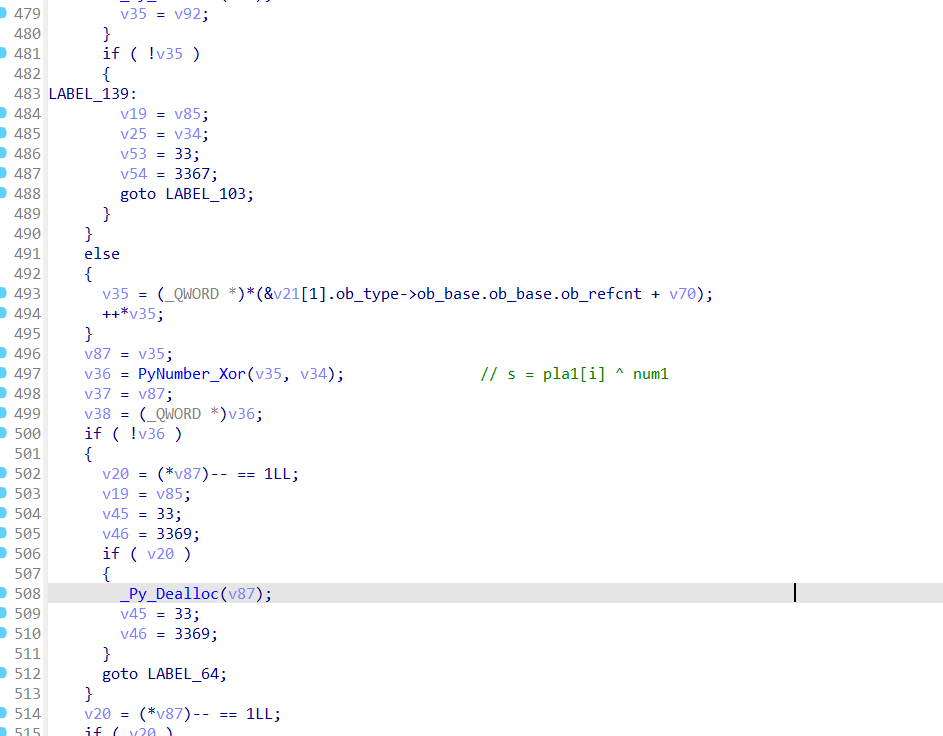 479 v35 = v92;
480 }
481 if ( !v35 )
482 {
483 LABEL_139:
484 v19 = v85;
485 v25 = v34;
486 v53 = 33;
487 v54 = 3367;
488 goto LABEL_103;
489 }
490 }
491 else
492 {
493 v35 = (_QWORD *)*(&v21[1].ob_type->ob_base.ob_base.ob_refcnt + v70);
494 ++*v35;
495 }
496 v87 = v35;
497 v36 = PyNumber_Xor(v35, v34); // s = pla1[i] ^ num1
498 v37 = v87;
499 v38 = (_QWORD *)v36;
500 if ( !v36 )
501 {
502 v20 = (*v87)-- == 1LL;
503 v19 = v85;
504 v45 = 33;
505 v46 = 3369;
506 if ( v20 )
507 {
508 _Py_Dealloc(v87);
509 v45 = 33;
510 v46 = 3369;
511 }
512 goto LABEL_64;
513 }
514 v20 = (*v87)-- == 1LL;
515 if ( v20 )